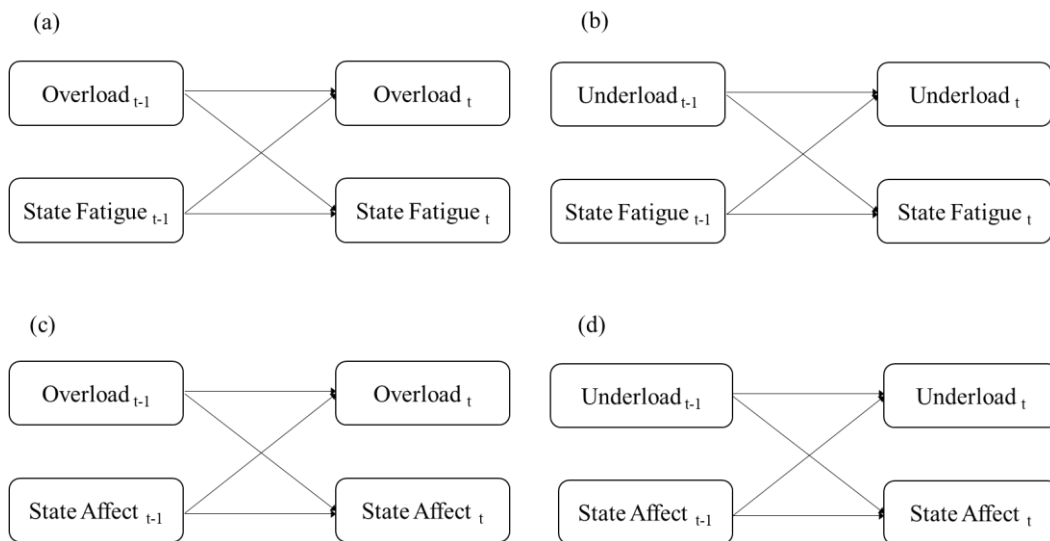 (a)
Overload t-1
Overload t
State Fatigue t-1
State Fatigue t
(b)
Underload t-1
Underload t
State Fatigue t-1
State Fatigue t
(c)
Overload t-1
Overload t
State Affect t-1
State Affect t
(d)
Underload t-1
Underload t
State Affect t-1
State Affect t